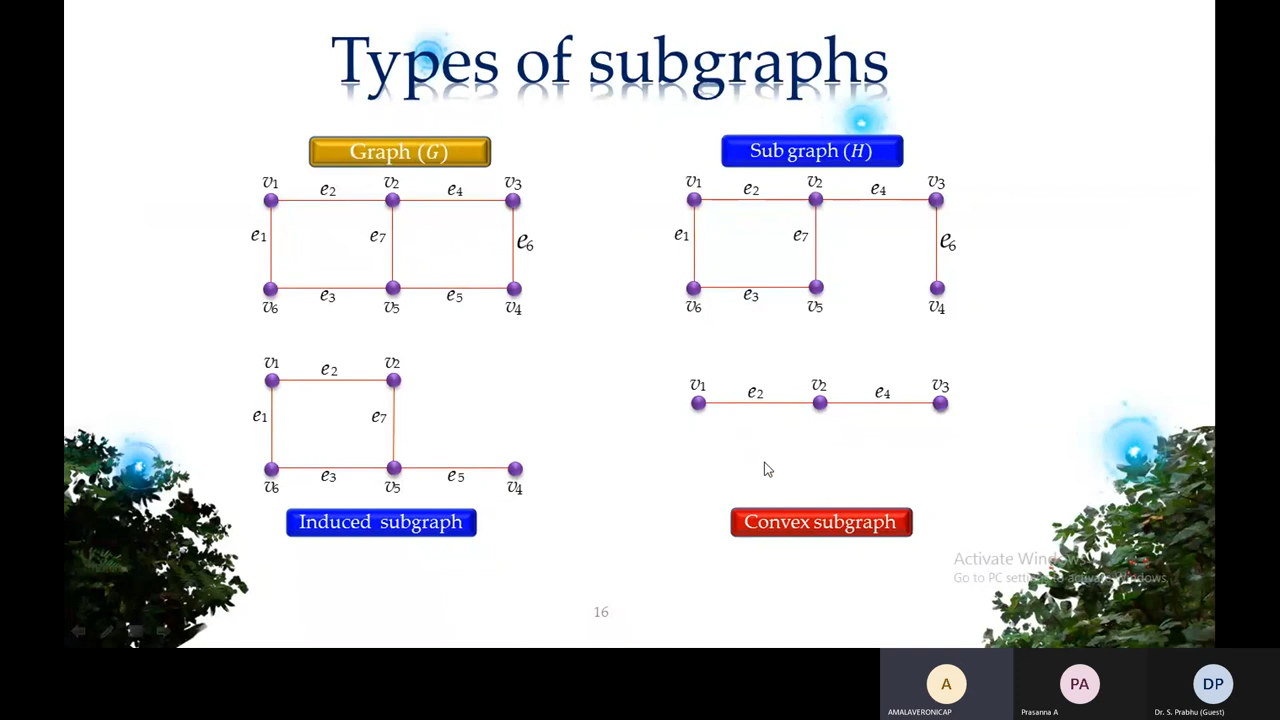 Types of subgraphs
Graph (G)
Sub graph (H)
v1 e2 v2 e4 v3
e1 e7 e6
v6 e3 v5 e5 v4
v1 e2 v2 e4 v3
e1 e7 e6
v6 e3 v5 v4
v1 e2 v2
e1 e7
v6 e3 v5 e5 v4
Induced subgraph
v1 e2 v2 e4 v3
Convex subgraph
Activate Windows
Go to PC settings to activate Windows.
16
A
AMALAVERONICAP
PA
Prasanna A
DP
Dr. S. Prabhu (Guest)